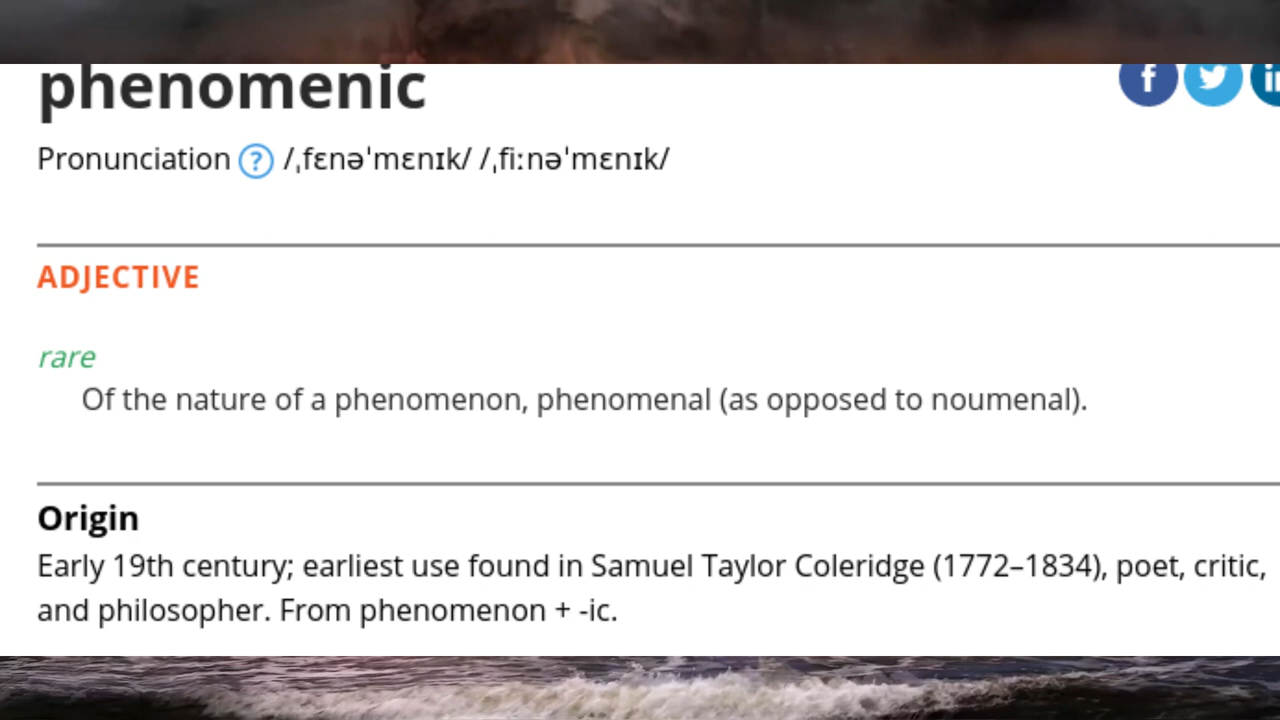 phenomenic
Pronunciation ? /ˌfɛnəˈmɛnɪk/ /ˌfiːnəˈmɛnɪk/
ADJECTIVE
rare
Of the nature of a phenomenon, phenomenal (as opposed to noumenal).
Origin
Early 19th century; earliest use found in Samuel Taylor Coleridge (1772–1834), poet, critic,
and philosopher. From phenomenon + -ic.